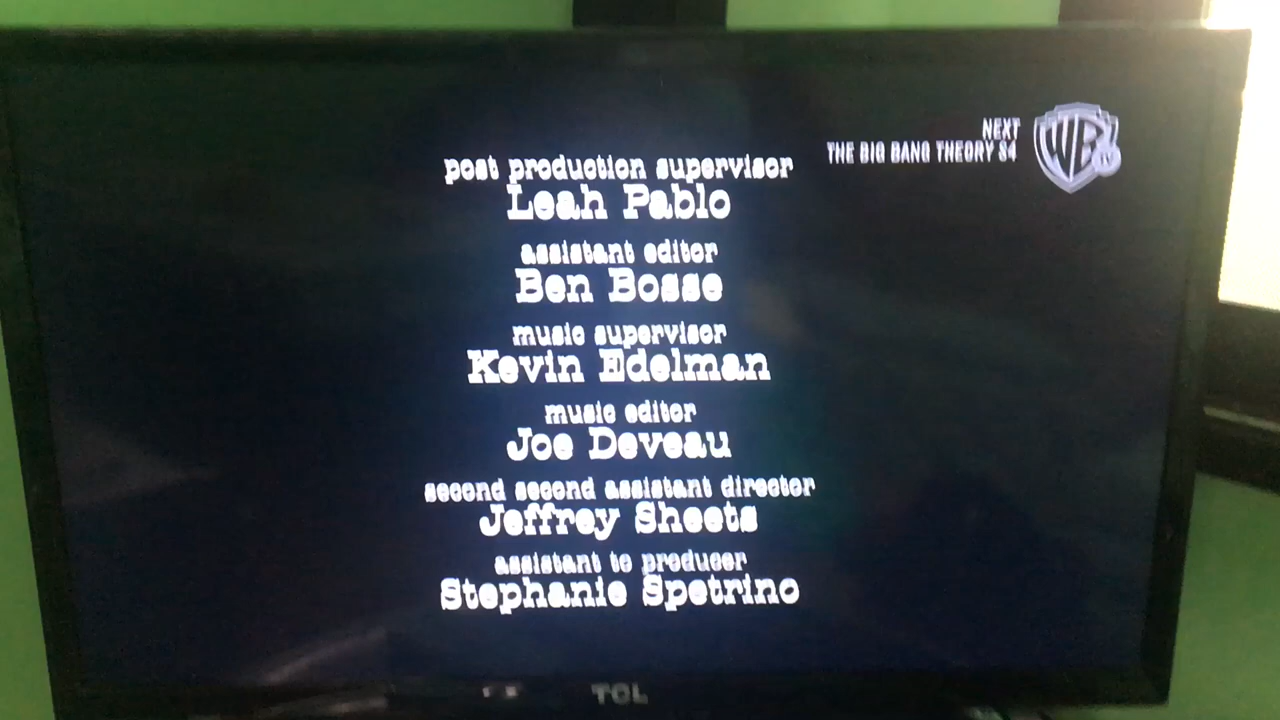 NEXT
THE BIG BANG THEORY S4
WB TV
post production supervisor
Leah Pablo
assistant editor
Ben Bosse
music supervisor
Kevin Edelman
music editor
Joe Deveau
second second assistant director
Jeffrey Sheets
assistant to producer
Stephanie Spetrino
TCL